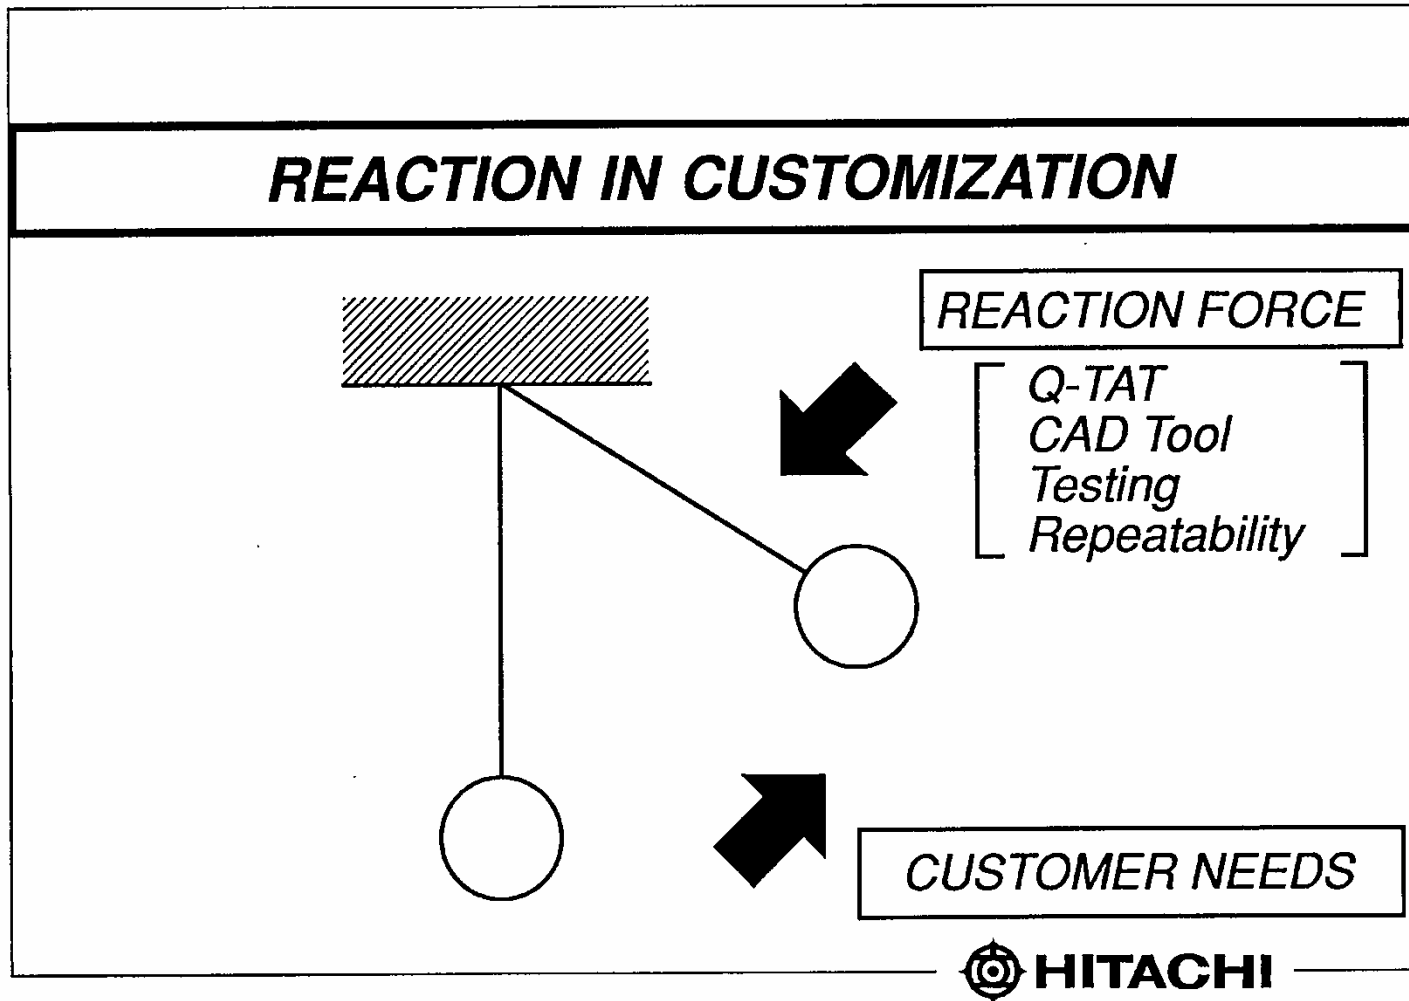 REACTION IN CUSTOMIZATION
REACTION FORCE
Q-TAT
CAD Tool
Testing
Repeatability
CUSTOMER NEEDS
HITACHI